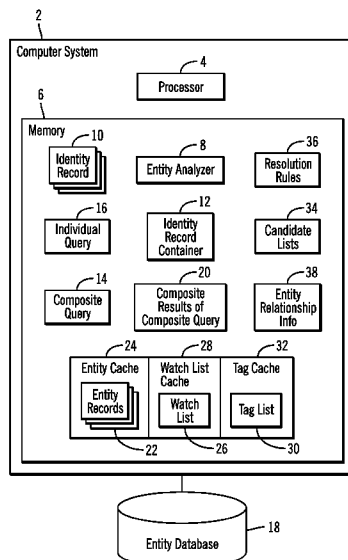 2
Computer System
4
Processor
6
Memory
10
Identity
Record
8
Entity Analyzer
36
Resolution
Rules
16
Individual
Query
12
Identity
Record
Container
34
Candidate
Lists
14
Composite
Query
20
Composite
Results of
Composite Query
38
Entity
Relationship
Info
24
Entity Cache
Entity
Records
22
28
Watch List
Cache
Watch
List
26
32
Tag Cache
Tag List
30
Entity Database
18